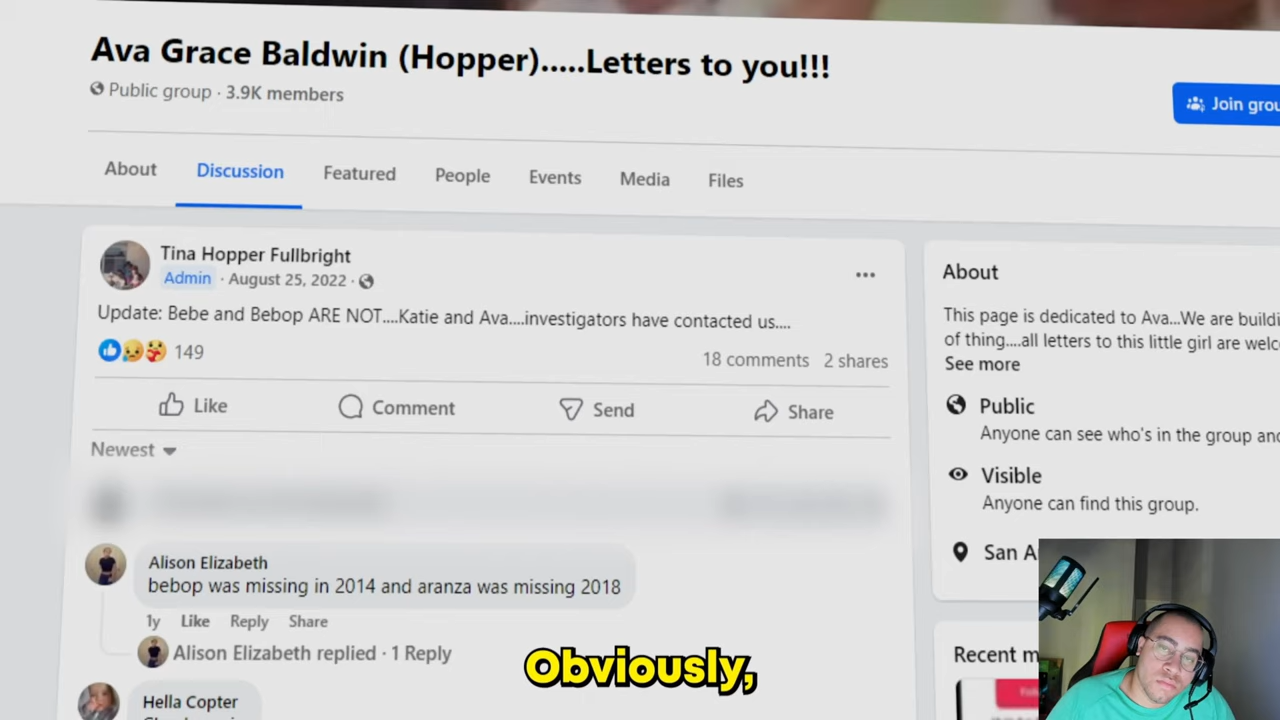 Ava Grace Baldwin (Hopper).....Letters to you!!!
Public group · 3.9K members
Join grou
About
Discussion
Featured
People
Events
Media
Files
Tina Hopper Fullbright
Admin · August 25, 2022 ·
Update: Bebe and Bebop ARE NOT....Katie and Ava....investigators have contacted us....
149
18 comments 2 shares
Like
Comment
Send
Share
Newest
Alison Elizabeth
bebop was missing in 2014 and aranza was missing 2018
1y Like Reply Share
Alison Elizabeth replied · 1 Reply
Hella Copter
About
This page is dedicated to Ava...We are buildi
of thing....all letters to this little girl are welc
See more
Public
Anyone can see who's in the group and
Visible
Anyone can find this group.
San A
Recent m
Obviously,